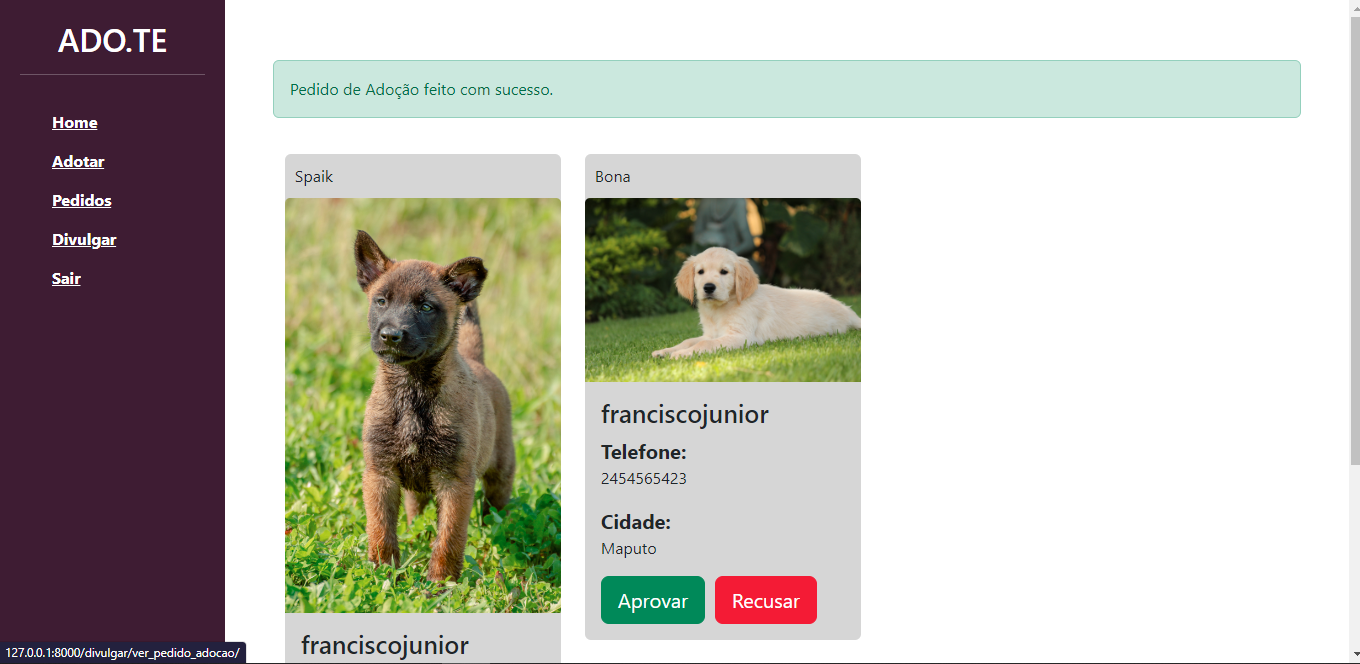 ADO.TE
Home
Adotar
Pedidos
Divulgar
Sair
Pedido de Adoção feito com sucesso.
Spaik
franciscojunior
Bona
franciscojunior
Telefone:
2454565423
Cidade:
Maputo
Aprovar
Recusar
127.0.0.1:8000/divulgar/ver_pedido_adocao/